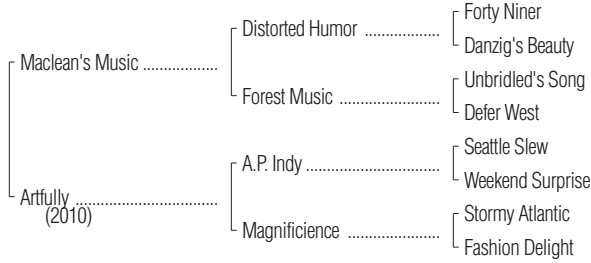 Forty Niner
Distorted Humor ..................
Danzig's Beauty
Maclean's Music ..................
Unbridled's Song
Forest Music ........................
Defer West
Seattle Slew
A.P. Indy ................................
Weekend Surprise
Artfully ..................................
(2010)
Stormy Atlantic
Magnificience ......................
Fashion Delight